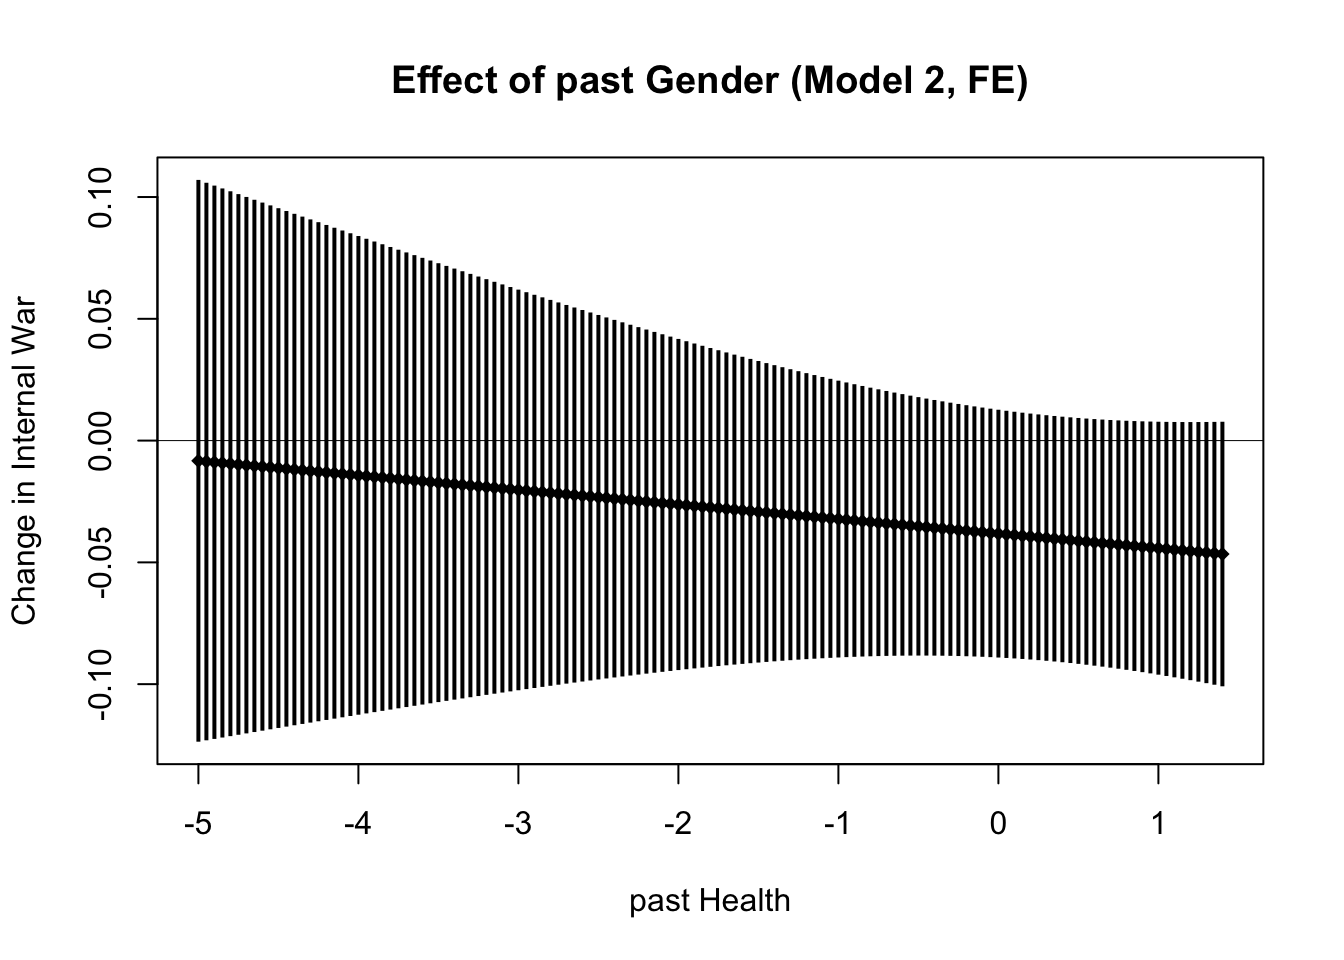 Effect of past Gender (Model 2, FE)
Change in Internal War
0.10
0.05
0.00
-0.05
-0.10
-5 -4 -3 -2 -1 0 1
past Health